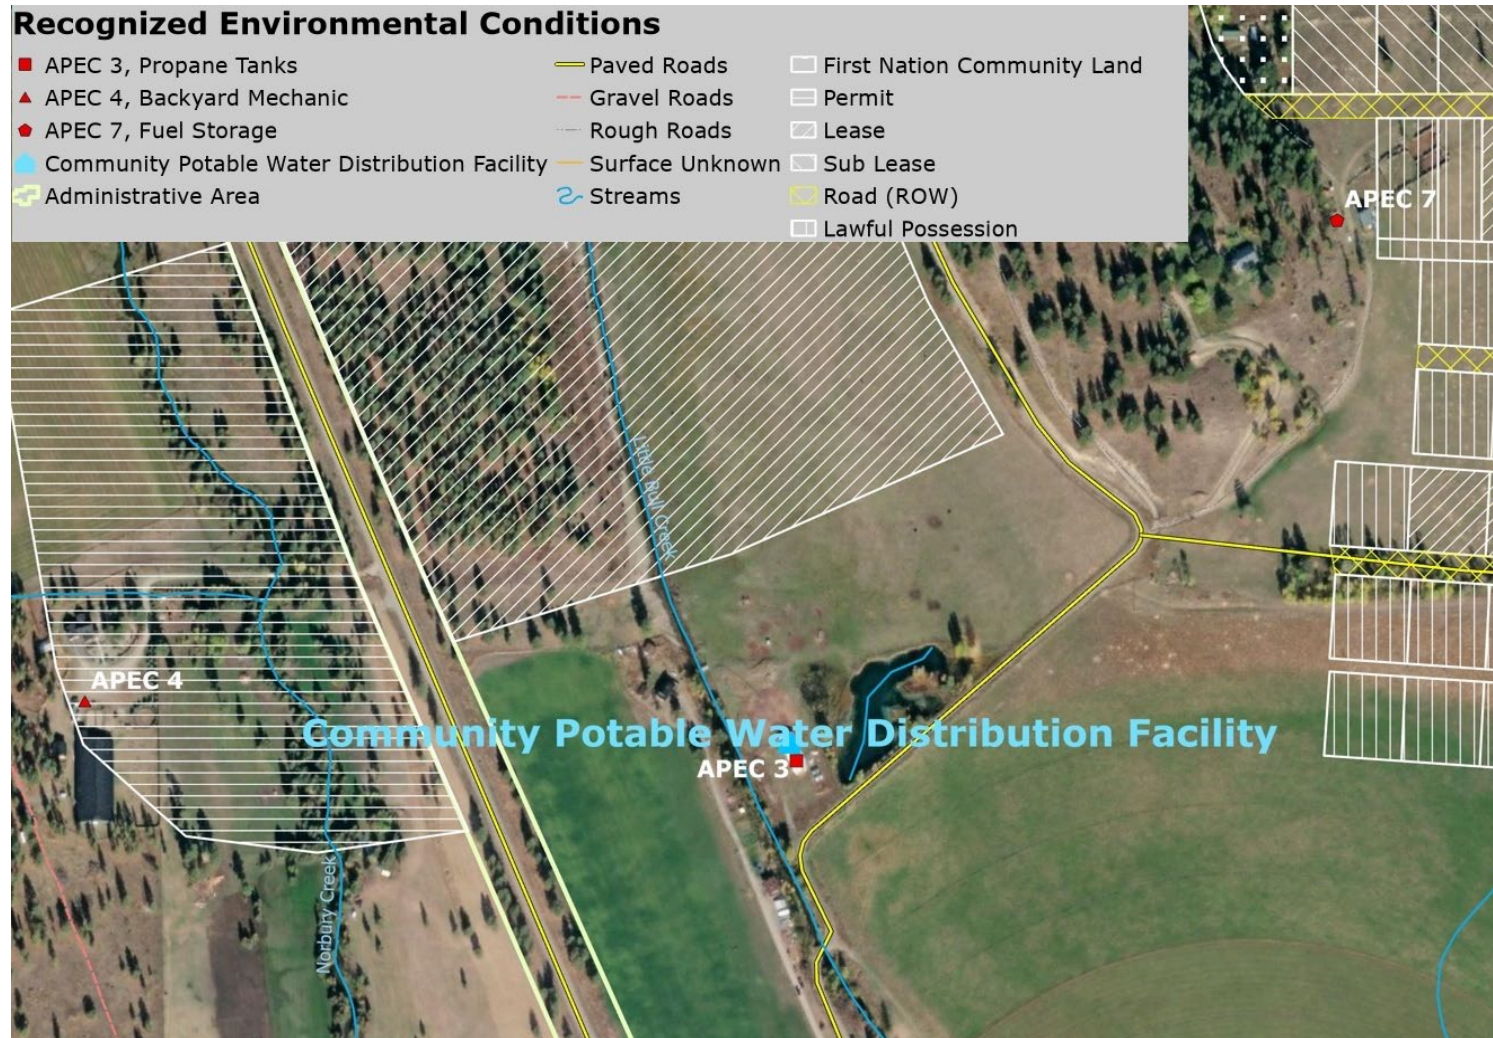 Recognized Environmental Conditions
APEC 3, Propane Tanks
APEC 4, Backyard Mechanic
APEC 7, Fuel Storage
Community Potable Water Distribution Facility
Administrative Area
Paved Roads
Gravel Roads
Rough Roads
Surface Unknown
Streams
First Nation Community Land
Permit
Lease
Sub Lease
Road (ROW)
Lawful Possession
APEC 7
Little Bull Creek
APEC 4
Community Potable Water Distribution Facility
APEC 3
Norbury Creek